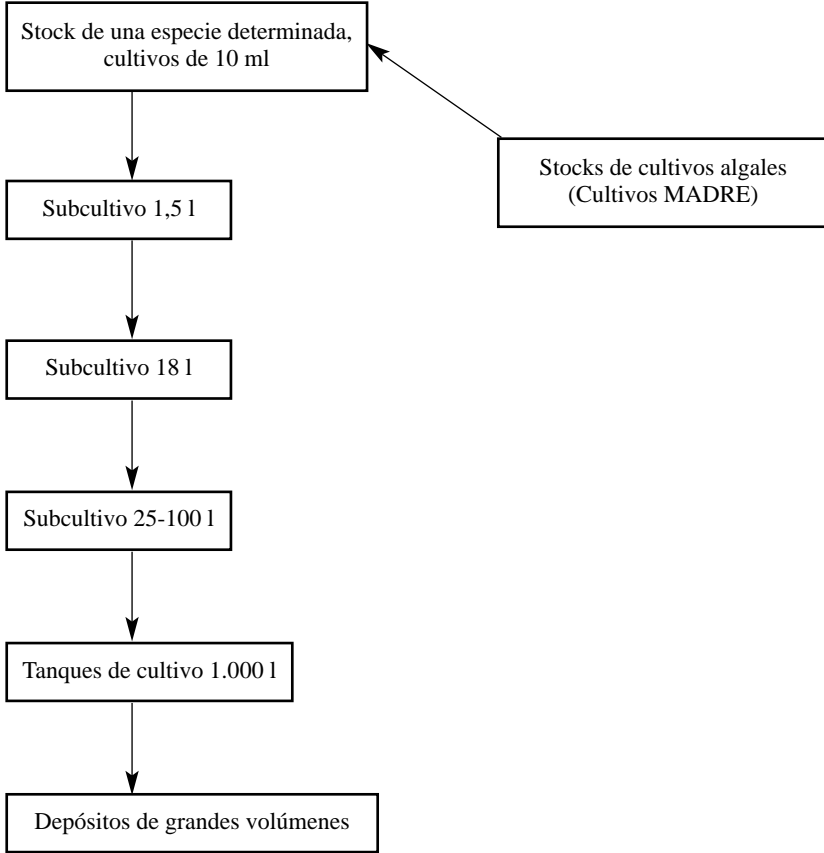 Stock de una especie determinada,
cultivos de 10 ml
Stocks de cultivos algales
(Cultivos MADRE)
Subcultivo 1,5 l
Subcultivo 18 l
Subcultivo 25-100 l
Tanques de cultivo 1.000 l
Depósitos de grandes volúmenes